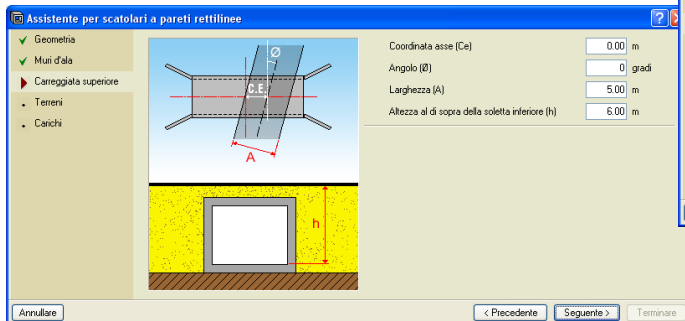 Assistente per scatolari a pareti rettilinee
Geometria
Muri d'ala
Carreggiata superiore
Terreni
Carichi
Ø
C.E.
A
h
Coordinata asse (Ce) 0.00 m
Angolo (Ø) 0 gradi
Larghezza (A) 5.00 m
Altezza al di sopra della soletta inferiore (h) 6.00 m
Annullare
< Precedente
Seguente >
Terminare